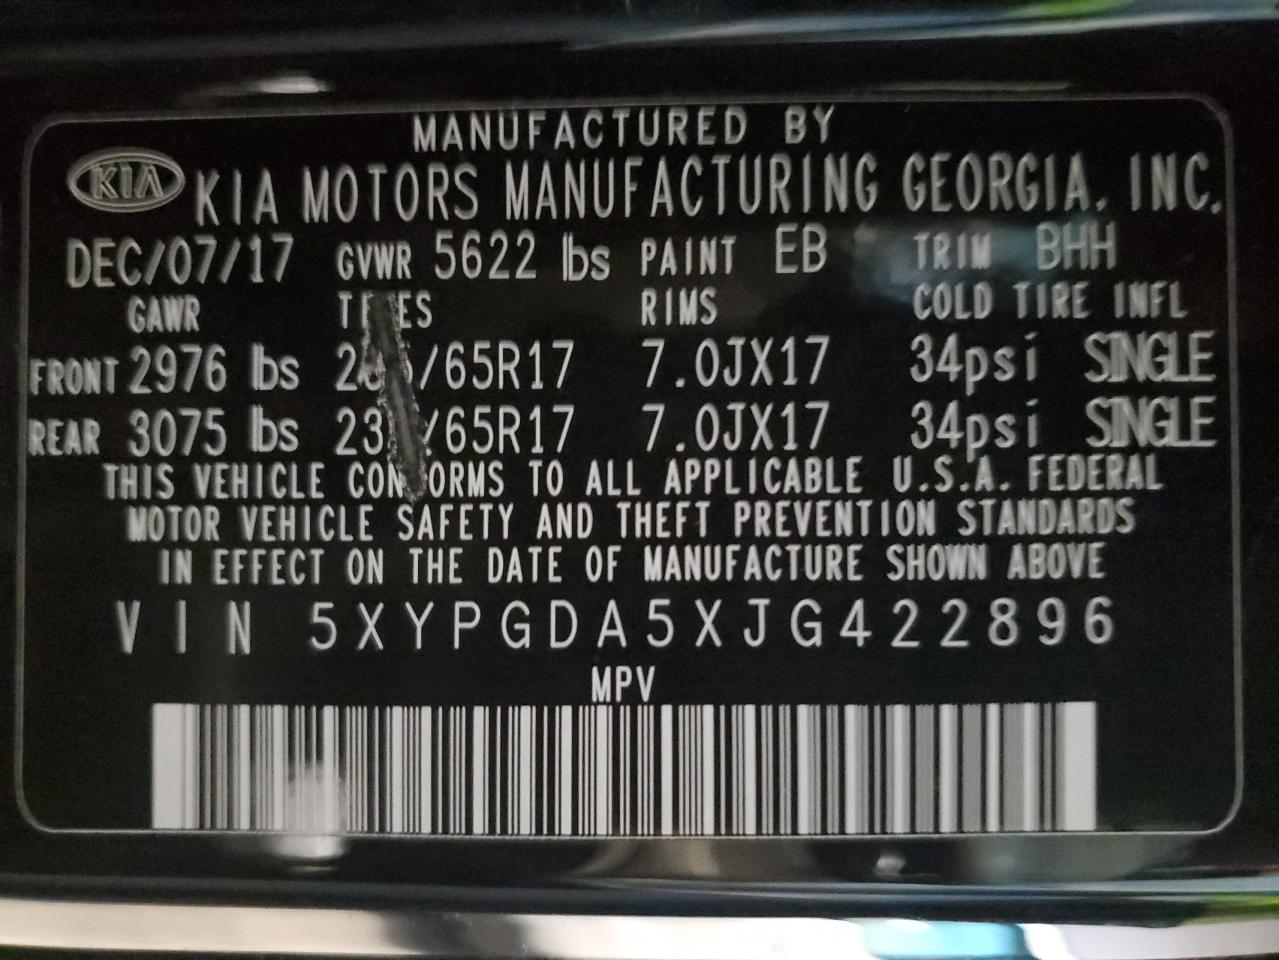 MANUFACTURED BY
KIA KIA MOTORS MANUFACTURING GEORGIA, INC.
DEC/07/17 GVWR 5622 lbs PAINT EB TRIM BHH
GAWR RIMS COLD TIRE INFL
FRONT 2976 lbs 7.0JX17 34psi SINGLE
REAR 3075 lbs 7.0JX17 34psi SINGLE
THIS VEHICLE CONFORMS TO ALL APPLICABLE U.S.A. FEDERAL
MOTOR VEHICLE SAFETY AND THEFT PREVENTION STANDARDS
IN EFFECT ON THE DATE OF MANUFACTURE SHOWN ABOVE
VIN 5XYPGDA5XJG422896
MPV